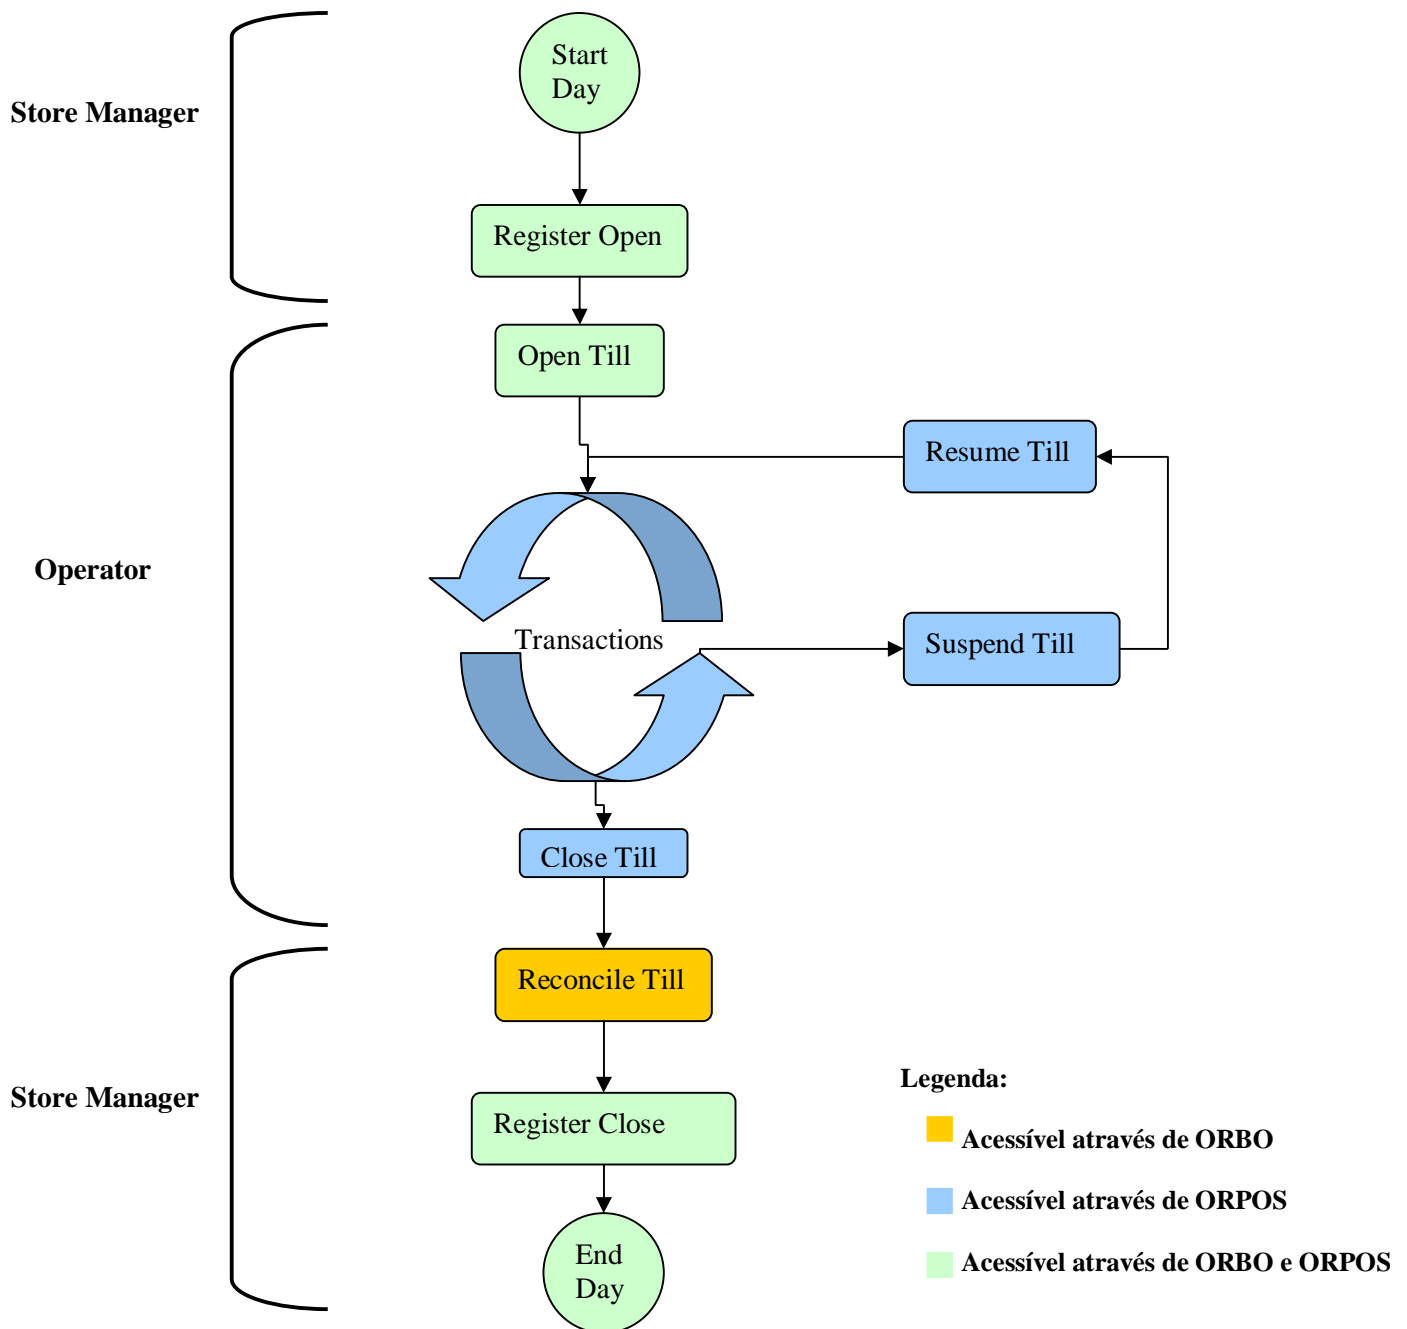 Start
Day
Store Manager
Register Open
Open Till
Resume Till
Operator
Transactions
Suspend Till
Close Till
Reconcile Till
Store Manager
Register Close
End
Day
Legenda:
Acessível através de ORBO
Acessível através de ORPOS
Acessível através de ORBO e ORPOS